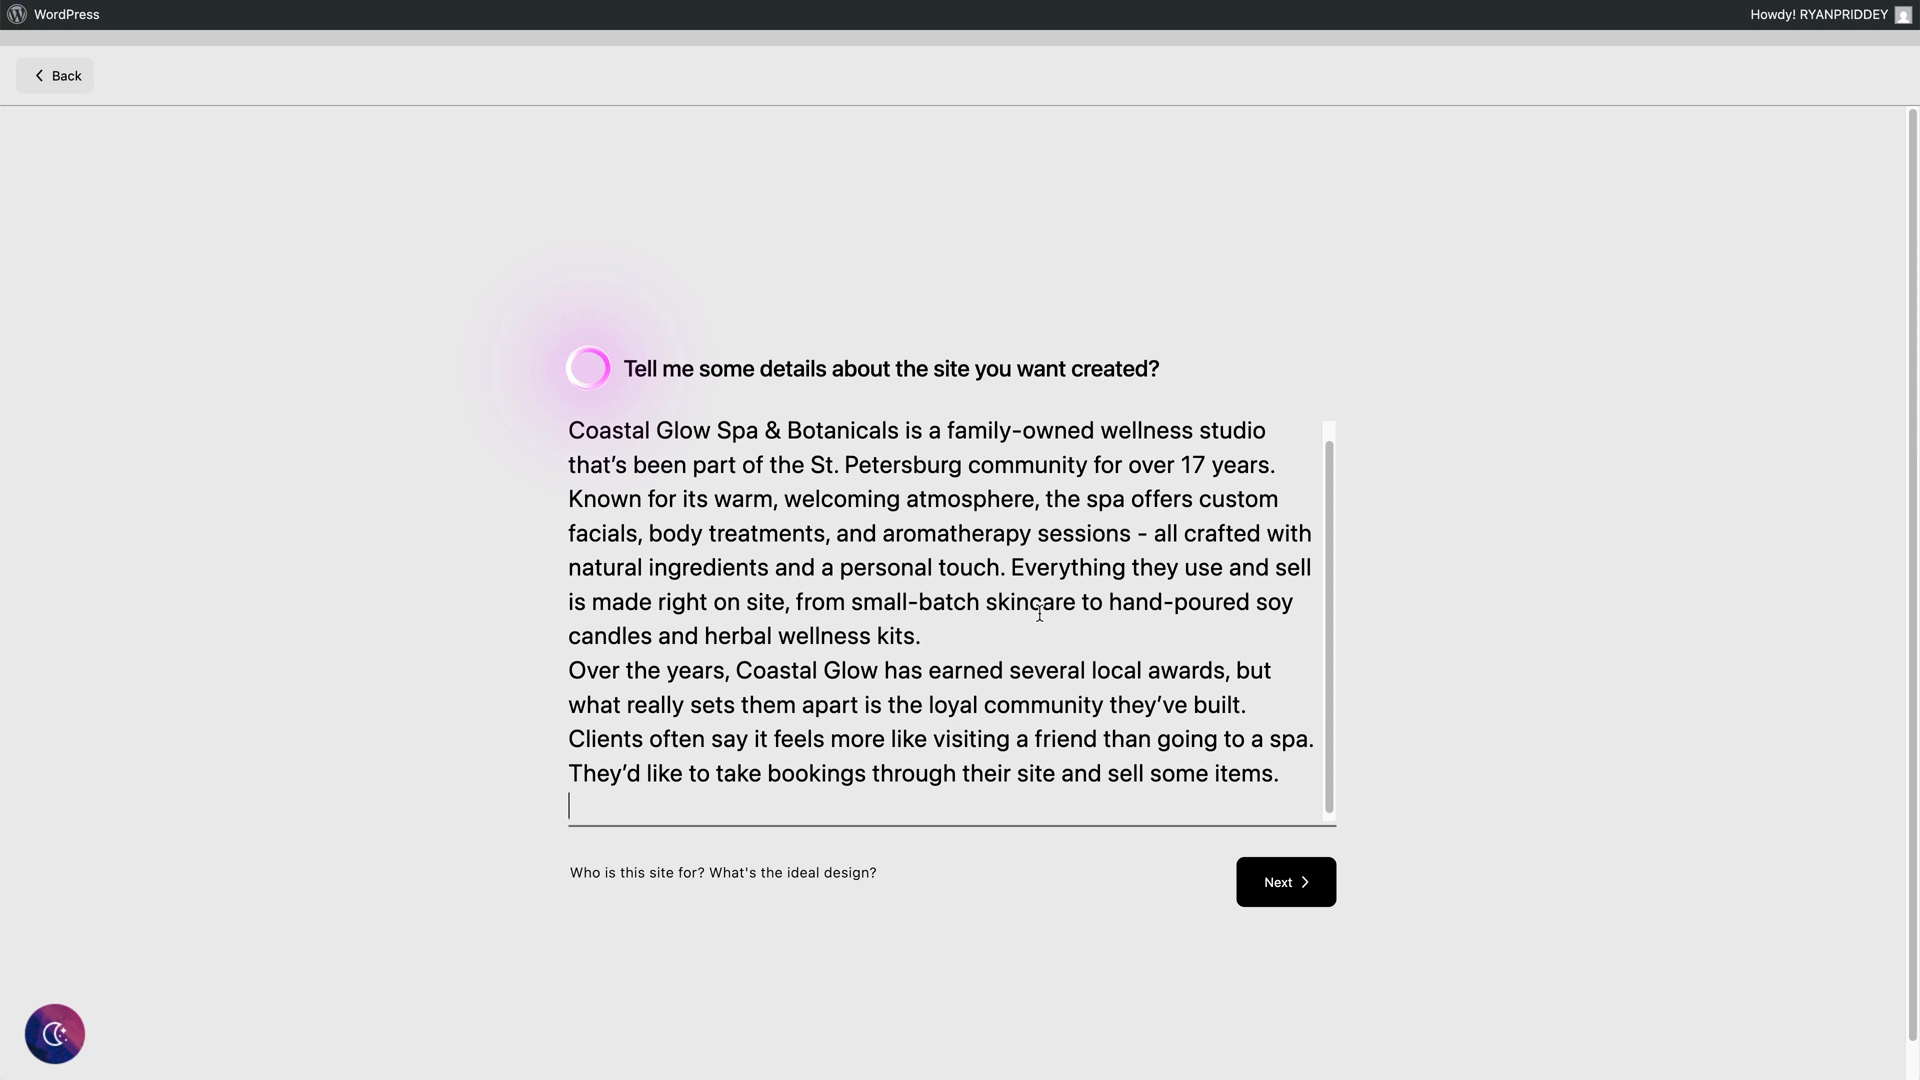 WordPress
Howdy! RYANPRIDDEY
Back
Tell me some details about the site you want created?
Coastal Glow Spa & Botanicals is a family-owned wellness studio
that’s been part of the St. Petersburg community for over 17 years.
Known for its warm, welcoming atmosphere, the spa offers custom
facials, body treatments, and aromatherapy sessions - all crafted with
natural ingredients and a personal touch. Everything they use and sell
is made right on site, from small-batch skincare to hand-poured soy
candles and herbal wellness kits.
Over the years, Coastal Glow has earned several local awards, but
what really sets them apart is the loyal community they’ve built.
Clients often say it feels more like visiting a friend than going to a spa.
They’d like to take bookings through their site and sell some items.
Who is this site for? What's the ideal design?
Next